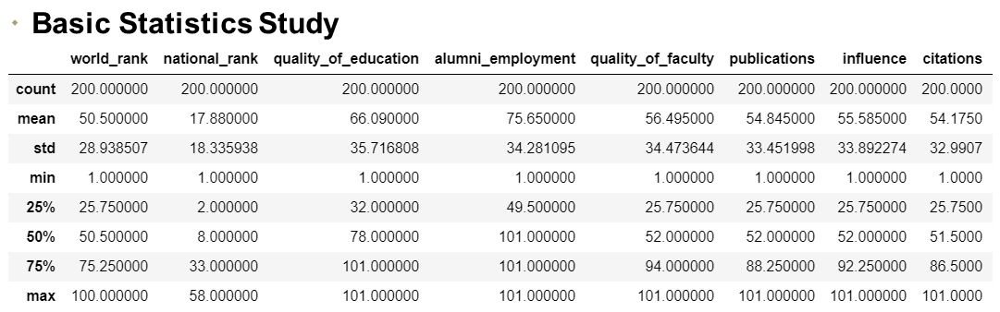 Basic Statistics Study
world_rank national_rank quality_of_education alumni_employment quality_of_faculty publications influence citations
count 200.000000 200.000000 200.000000 200.000000 200.000000 200.000000 200.000000 200.0000
mean 50.500000 17.880000 66.090000 75.650000 56.495000 54.845000 55.585000 54.1750
std 28.938507 18.335938 35.716808 34.281095 34.473644 33.451998 33.892274 32.9907
min 1.000000 1.000000 1.000000 1.000000 1.000000 1.000000 1.000000 1.0000
25% 25.750000 2.000000 32.000000 49.500000 25.750000 25.750000 25.750000 25.7500
50% 50.500000 8.000000 78.000000 101.000000 52.000000 52.000000 52.000000 51.5000
75% 75.250000 33.000000 101.000000 101.000000 94.000000 88.250000 92.250000 86.5000
max 100.000000 58.000000 101.000000 101.000000 101.000000 101.000000 101.000000 101.0000